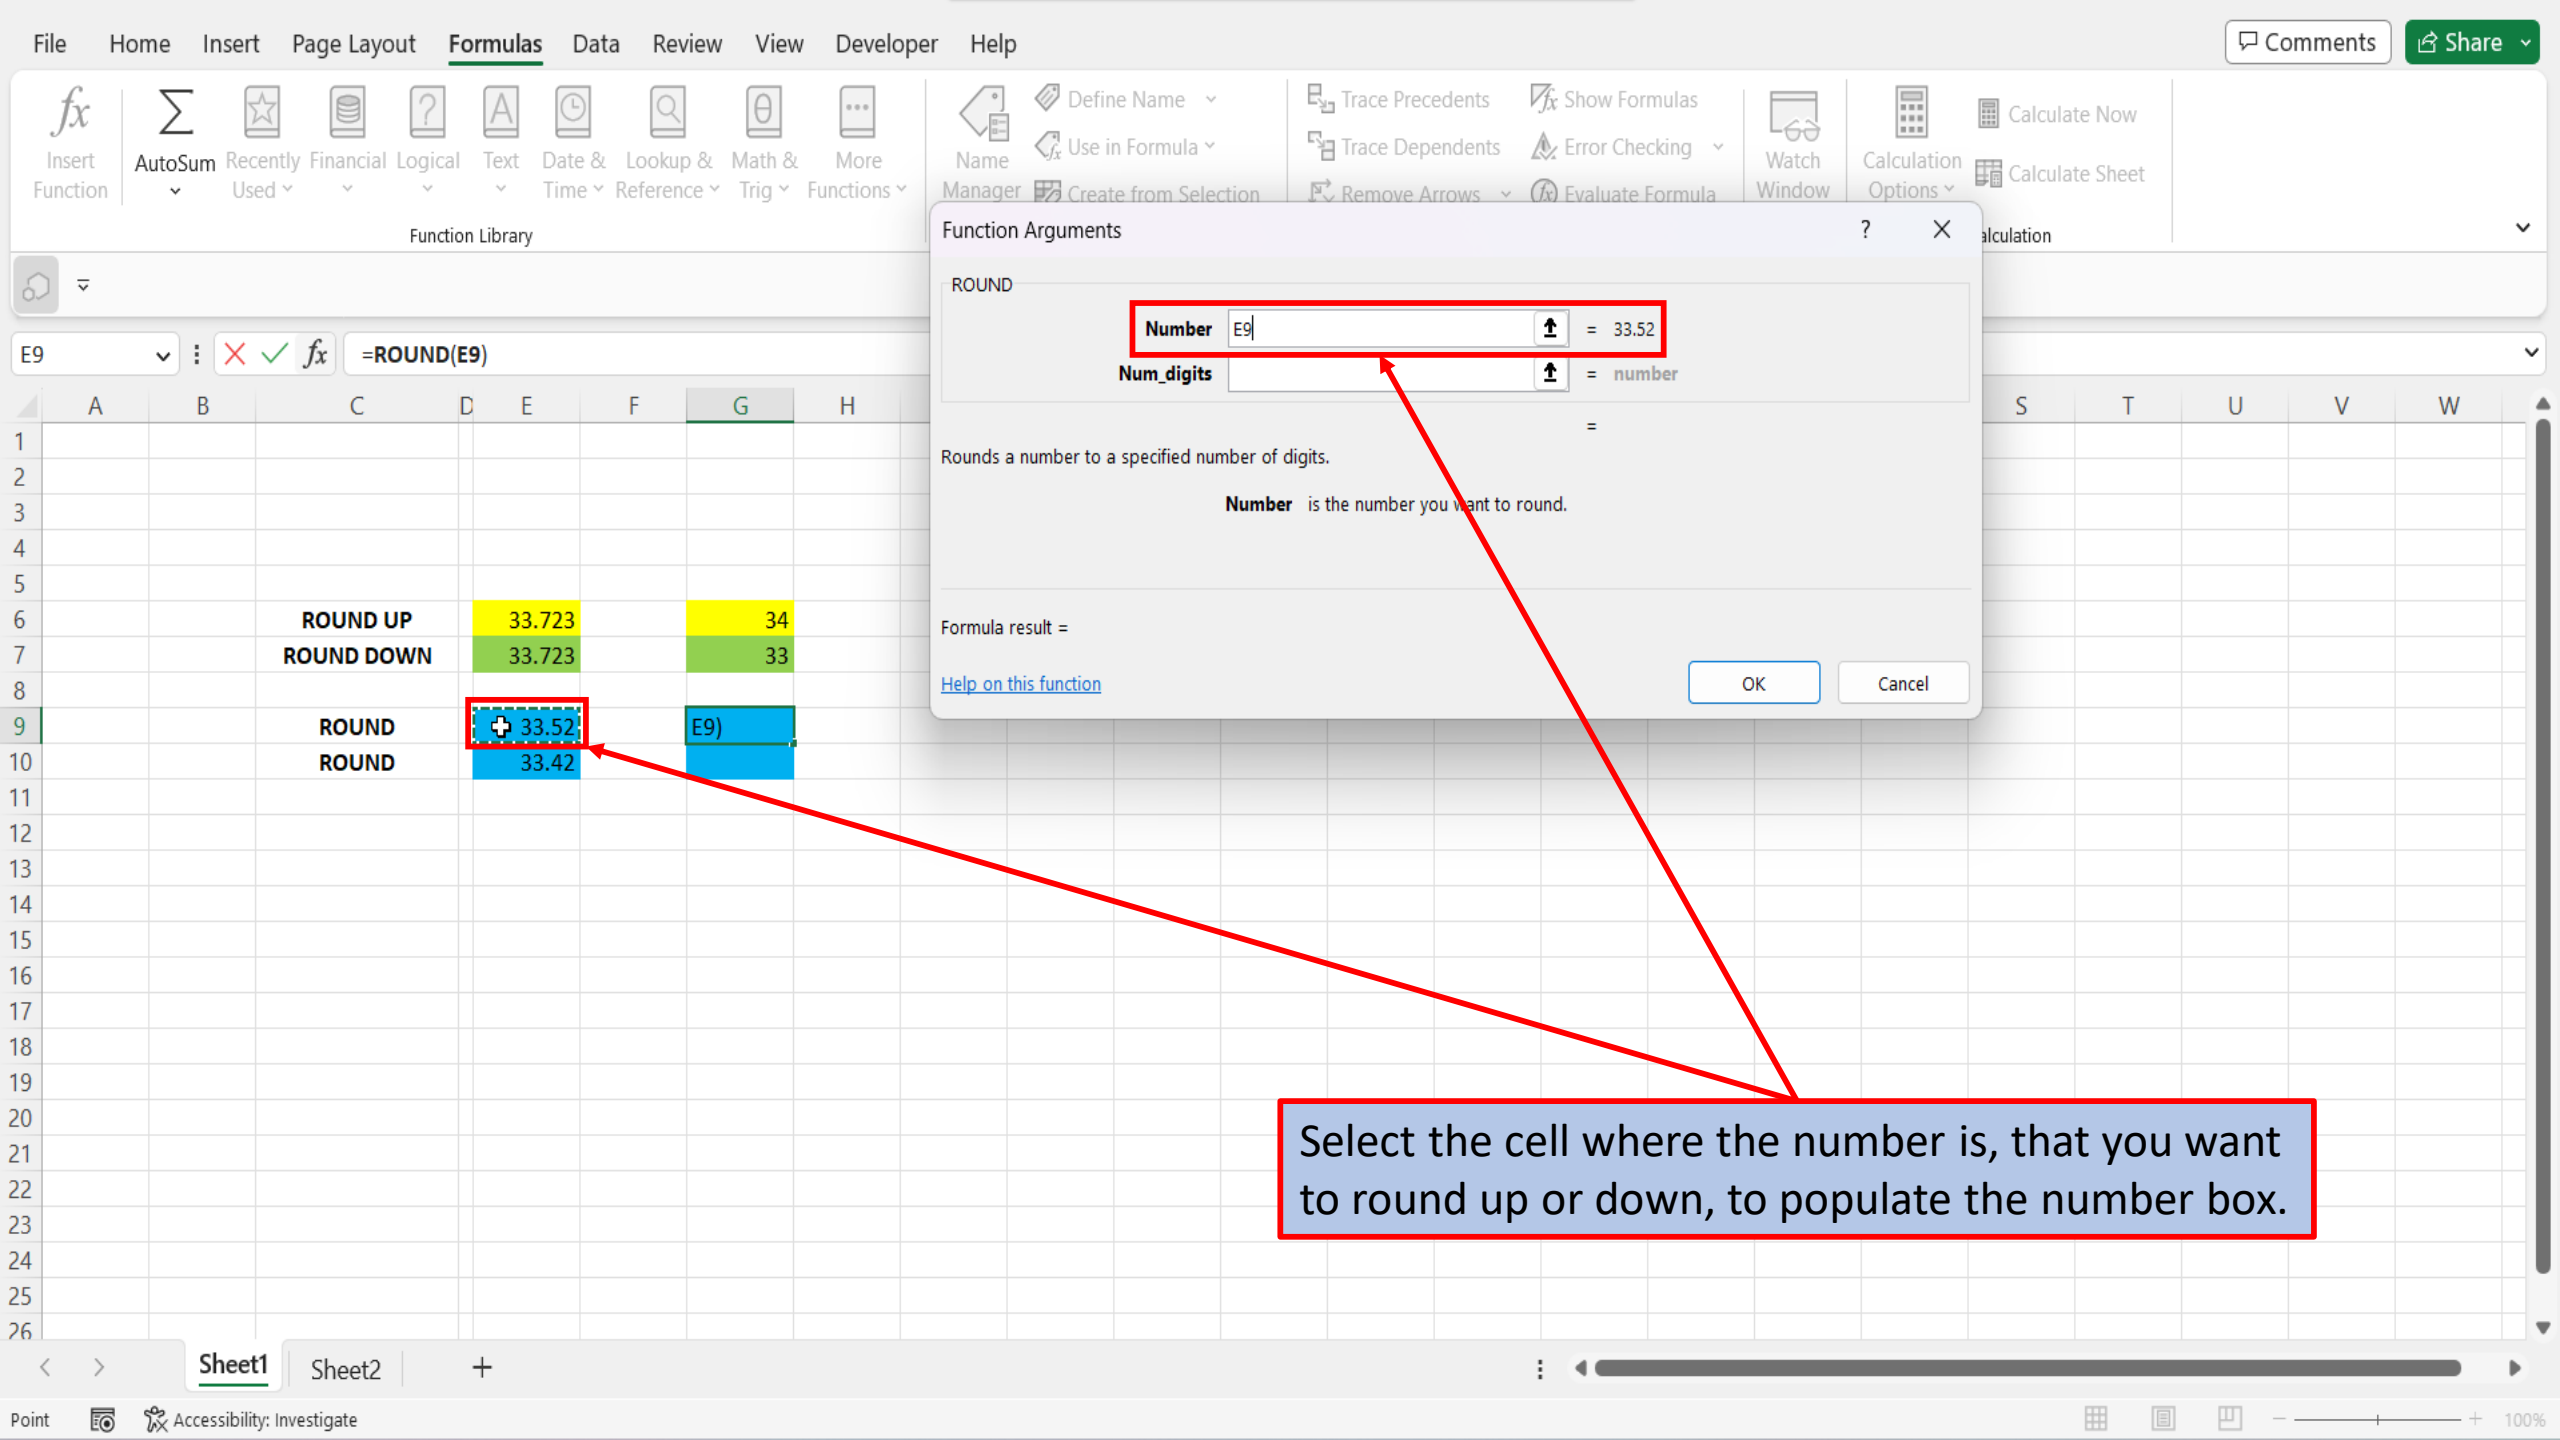 File Home Insert Page Layout Formulas Data Review View Developer Help Comments Share
Insert Function AutoSum Recently Used Financial Logical Text Date & Time Lookup & Reference Math & Trig More Functions
Function Library
Name Manager
Define Name
Use in Formula
Create from Selection
Trace Precedents
Trace Dependents
Remove Arrows
Show Formulas
Error Checking
Evaluate Formula
Watch Window
Calculation Options
Calculate Now
Calculate Sheet
alculation
Function Arguments ? X
ROUND
Number E9 = 33.52
Num_digits = number
=
Rounds a number to a specified number of digits.
Number is the number you want to round.
Formula result =
Help on this function OK Cancel
E9 fx =ROUND(E9)
A B C D E F G H S T U V W
1
2
3
4
5
6 ROUND UP 33.723 34
7 ROUND DOWN 33.723 33
8
9 ROUND 33.52 E9)
10 ROUND 33.42
11
12
13
14
15
16
17
18
19
20
21
22
23
24
25
26
Select the cell where the number is, that you want
to round up or down, to populate the number box.
Sheet1 Sheet2 +
Point Accessibility: Investigate 100%